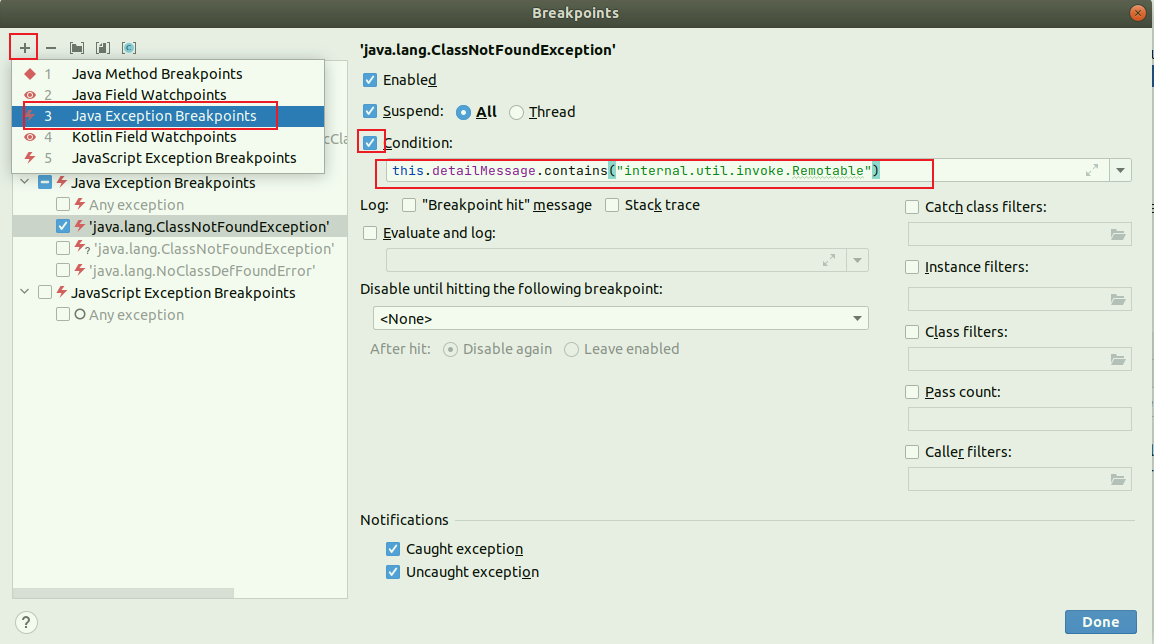 Breakpoints
1 Java Method Breakpoints
2 Java Field Watchpoints
3 Java Exception Breakpoints
4 Kotlin Field Watchpoints
5 JavaScript Exception Breakpoints
Java Exception Breakpoints
Any exception
'java.lang.ClassNotFoundException'
? 'java.lang.ClassNotFoundException'
'java.lang.NoClassDefFoundError'
JavaScript Exception Breakpoints
Any exception
'java.lang.ClassNotFoundException'
Enabled
Suspend: All Thread
Condition:
this.detailMessage.contains("internal.util.invoke.Remotable")
Log: "Breakpoint hit" message Stack trace
Evaluate and log:
Disable until hitting the following breakpoint:
<None>
After hit: Disable again Leave enabled
Catch class filters:
Instance filters:
Class filters:
Pass count:
Caller filters:
Notifications
Caught exception
Uncaught exception
?
Done